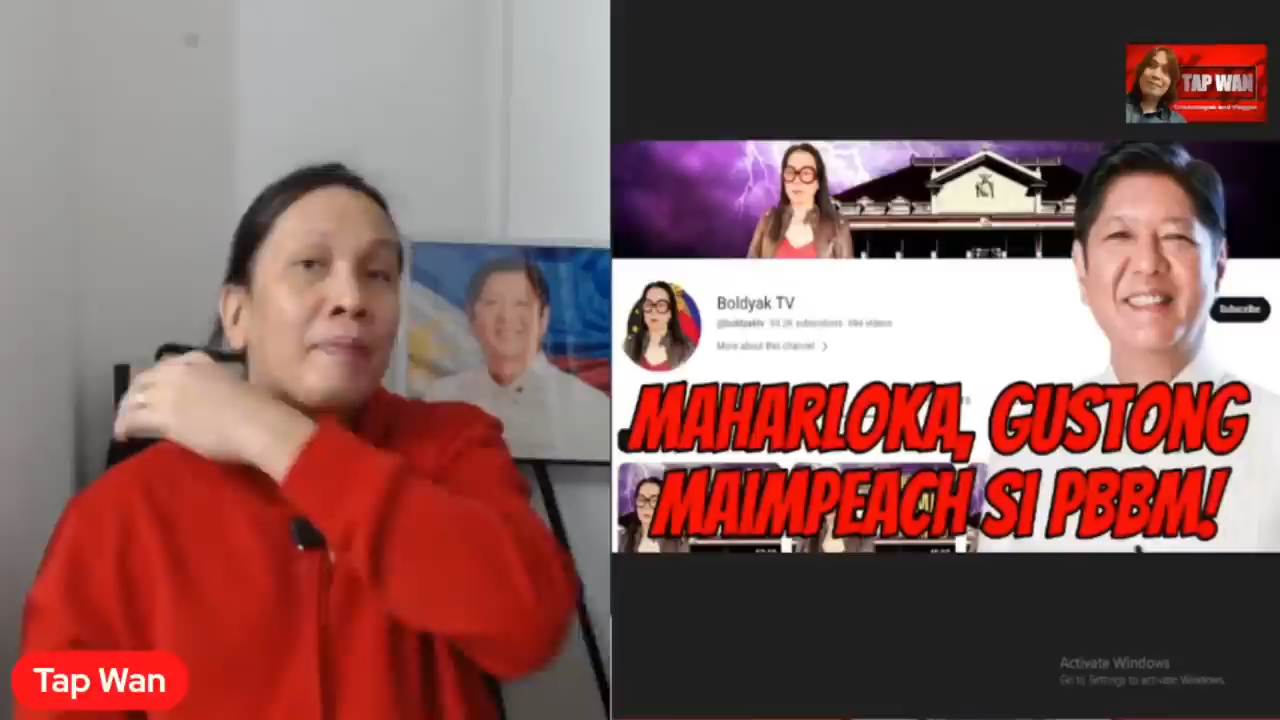 TAP WAN
Boldyak TV
@boldyaktv
More about this channel
Subscribe
MAHARLOKA, GUSTONG
MAIMPEACH SI PBBM!
Tap Wan
Activate Windows
Go to Settings to activate Windows.